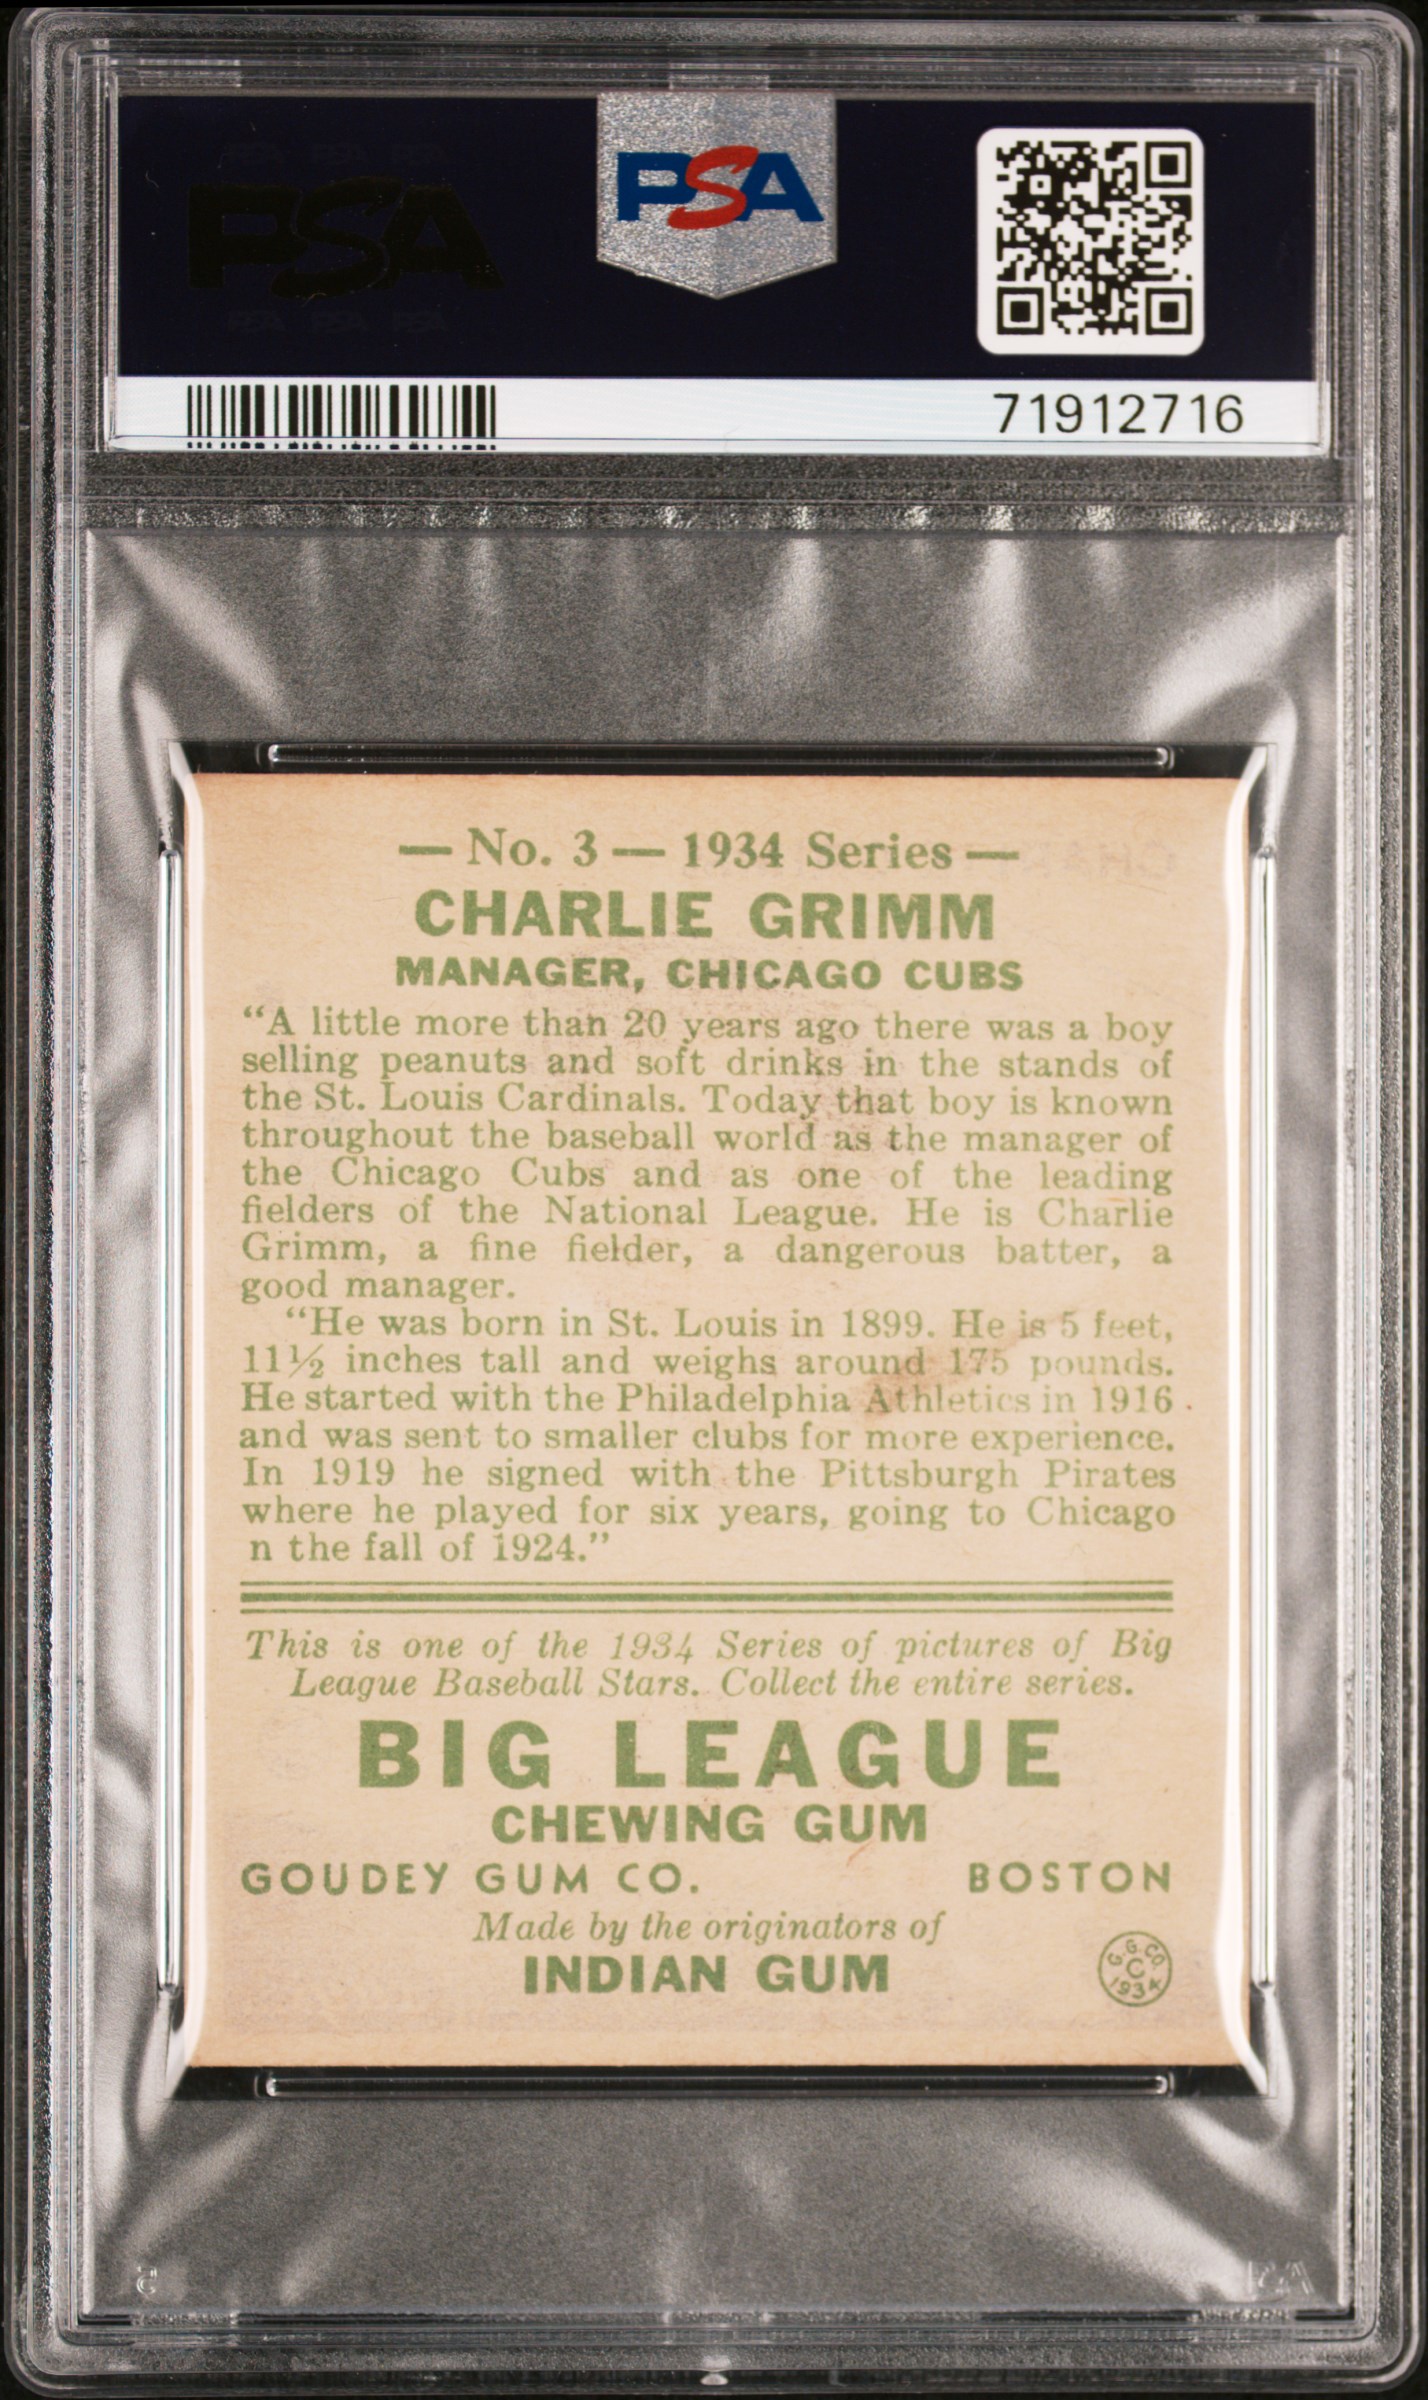 PSA
PSA
71912716
— No. 3 — 1934 Series —
CHARLIE GRIMM
MANAGER, CHICAGO CUBS
“A little more than 20 years ago there was a boy
selling peanuts and soft drinks in the stands of
the St. Louis Cardinals. Today that boy is known
throughout the baseball world as the manager of
the Chicago Cubs and as one of the leading
fielders of the National League. He is Charlie
Grimm, a fine fielder, a dangerous batter, a
good manager.
“He was born in St. Louis in 1899. He is 5 feet,
11½ inches tall and weighs around 175 pounds.
He started with the Philadelphia Athletics in 1916
and was sent to smaller clubs for more experience.
In 1919 he signed with the Pittsburgh Pirates
where he played for six years, going to Chicago
n the fall of 1924.”
This is one of the 1934 Series of pictures of Big
League Baseball Stars. Collect the entire series.
BIG LEAGUE
CHEWING GUM
GOUDEY GUM CO. BOSTON
Made by the originators of
INDIAN GUM
G.G.CO.
C
1934